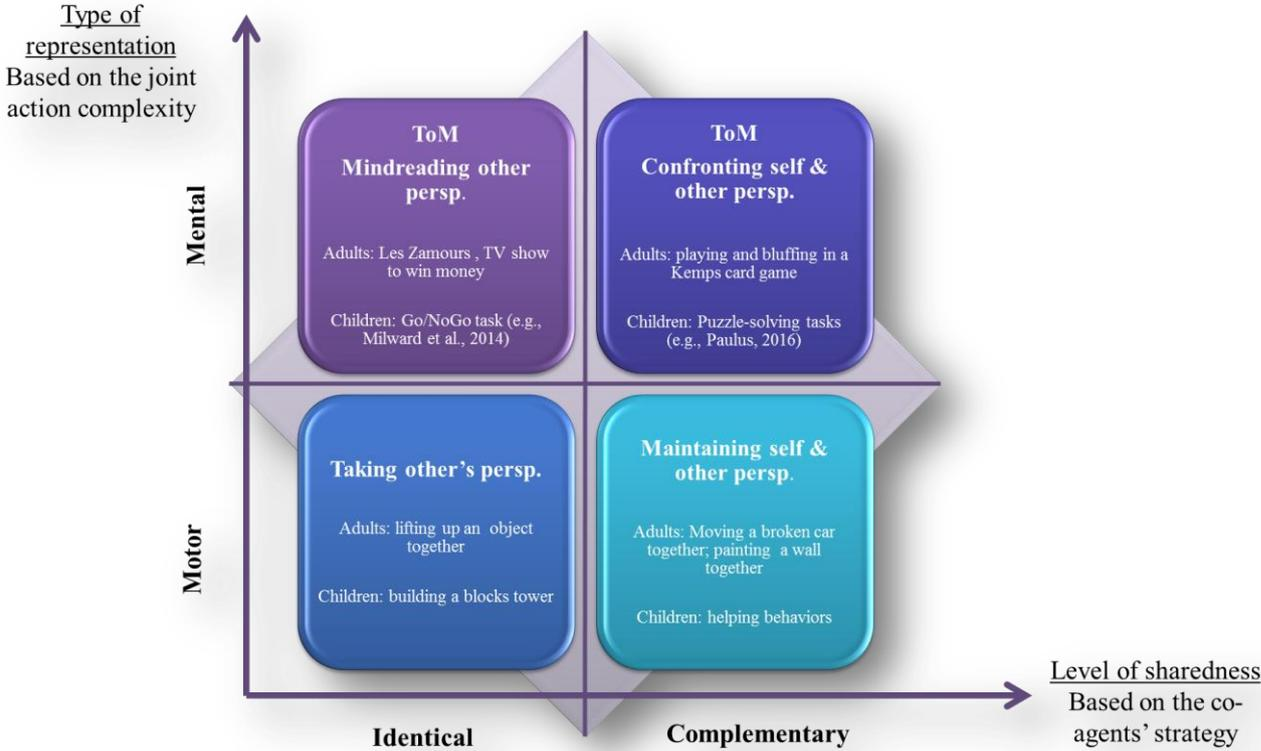 Type of
representation
Based on the joint
action complexity
Mental
Motor
ToM
Mindreading other
persp.
Adults: Les Zamours , TV show
to win money
Children: Go/NoGo task (e.g.,
Milward et al., 2014)
ToM
Confronting self &
other persp.
Adults: playing and bluffing in a
Kemps card game
Children: Puzzle-solving tasks
(e.g., Paulus, 2016)
Taking other’s persp.
Adults: lifting up an object
together
Children: building a blocks tower
Maintaining self &
other persp.
Adults: Moving a broken car
together; painting a wall
together
Children: helping behaviors
Identical
Complementary
Level of sharedness
Based on the co-
agents’ strategy